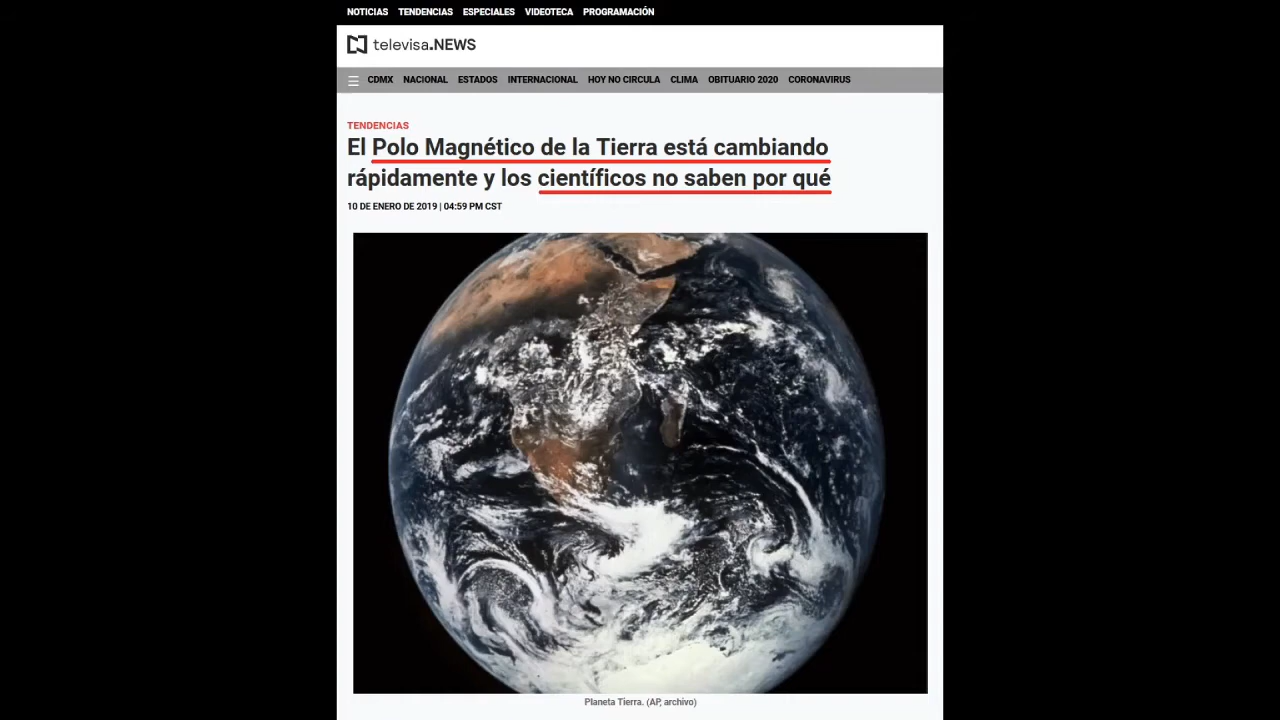 NOTICIAS TENDENCIAS ESPECIALES VIDEOTECA PROGRAMACIÓN
televisa.NEWS
CDMX NACIONAL ESTADOS INTERNACIONAL HOY NO CIRCULA CLIMA OBITUARIO 2020 CORONAVIRUS
TENDENCIAS
El Polo Magnético de la Tierra está cambiando
rápidamente y los científicos no saben por qué
10 DE ENERO DE 2019 | 04:59 PM CST
Planeta Tierra. (AP, archivo)